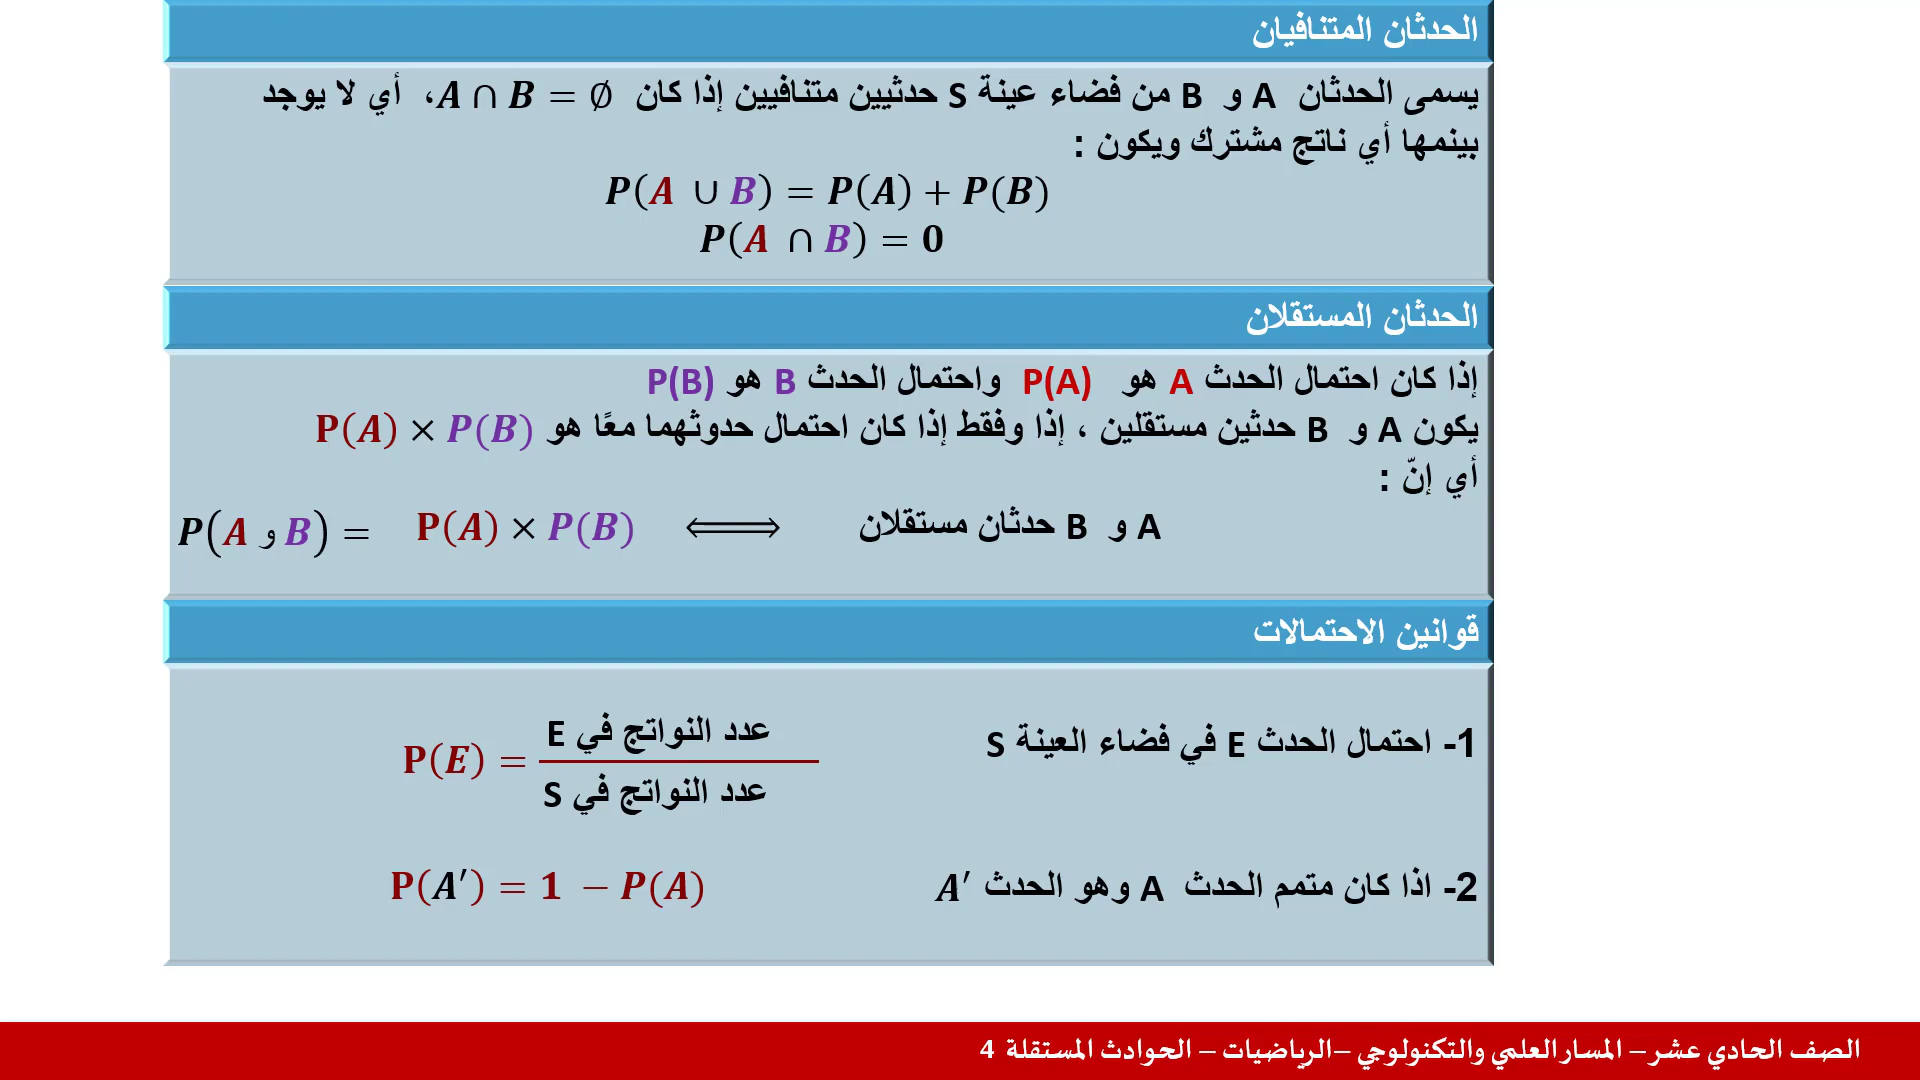 الحدثان المتنافيان
يسمى الحدثان A و B من فضاء عينة S حدثيين متنافيين إذا كان A ∩ B = ∅، أي لا يوجد
بينمها أي ناتج مشترك ويكون :
P(A ∪ B) = P(A) + P(B)
P(A ∩ B) = 0
الحدثان المستقلان
إذا كان احتمال الحدث A هو P(A) واحتمال الحدث B هو P(B)
يكون A و B حدثين مستقلين ، إذا وفقط إذا كان احتمال حدوثهما معًا هو P(A) × P(B)
أي إنّ :
A و B حدثان مستقلان ⟺ P(A و B) = P(A) × P(B)
قوانين الاحتمالات
1- احتمال الحدث E في فضاء العينة S
P(E) = عدد النواتج في E
عدد النواتج في S
2- اذا كان متمم الحدث A وهو الحدث A′
P(A′) = 1 − P(A)
الصف الحادي عشر – المسار العلمي والتكنولوجي – الرياضيات – الحوادث المستقلة 4